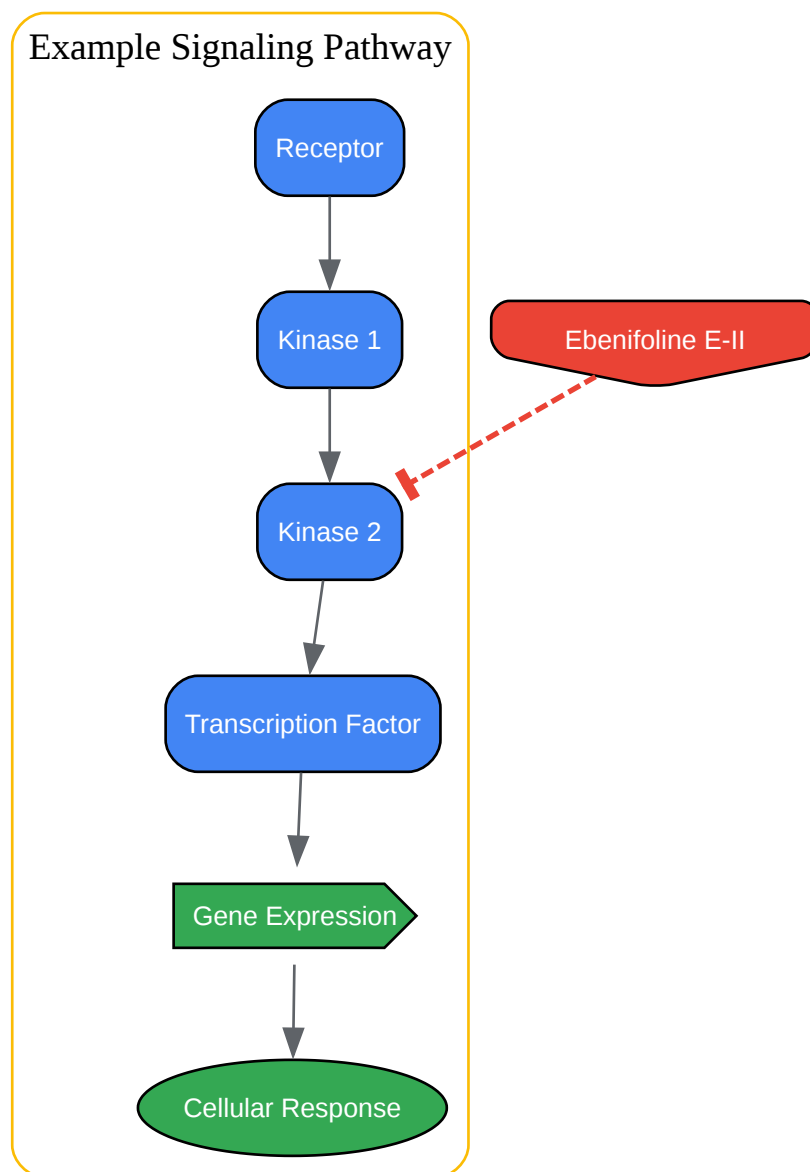 Example Signaling Pathway
Receptor
Kinase 1
Ebenifoline E-II
Kinase 2
Transcription Factor
Gene Expression
Cellular Response